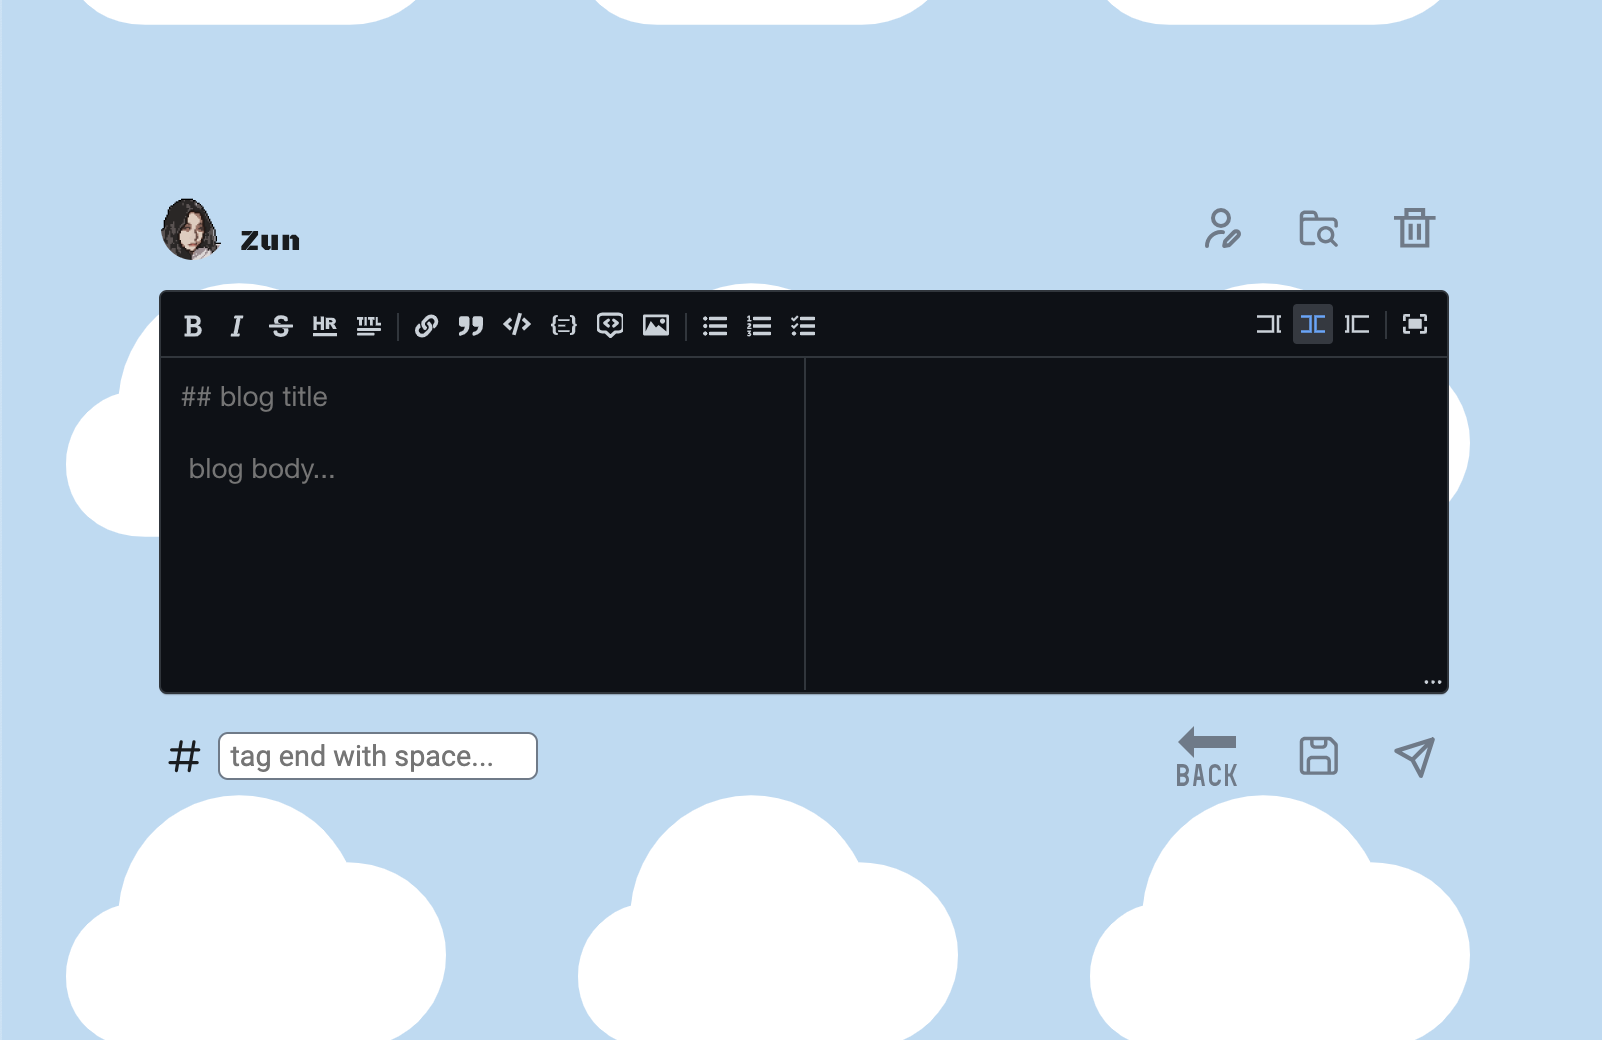 Zun
B I S HR TITL
## blog title
blog body...
# tag end with space...
BACK